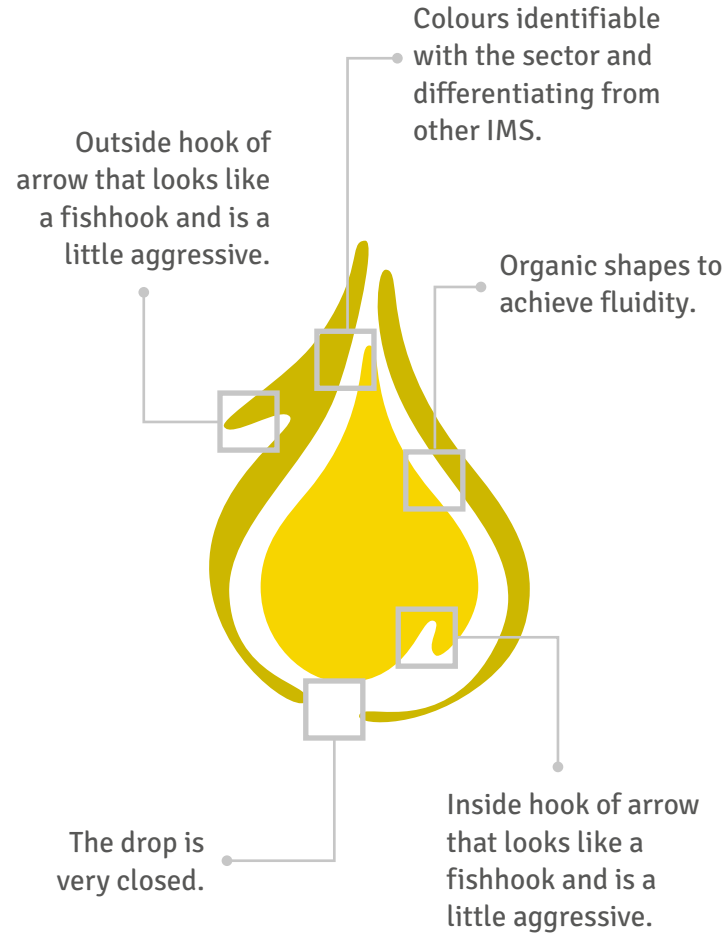 Colours identifiable
with the sector and
differentiating from
other IMS.
Outside hook of
arrow that looks like
a fishhook and is a
little aggressive.
Organic shapes to
achieve fluidity.
The drop is
very closed.
Inside hook of arrow
that looks like a
fishhook and is a
little aggressive.